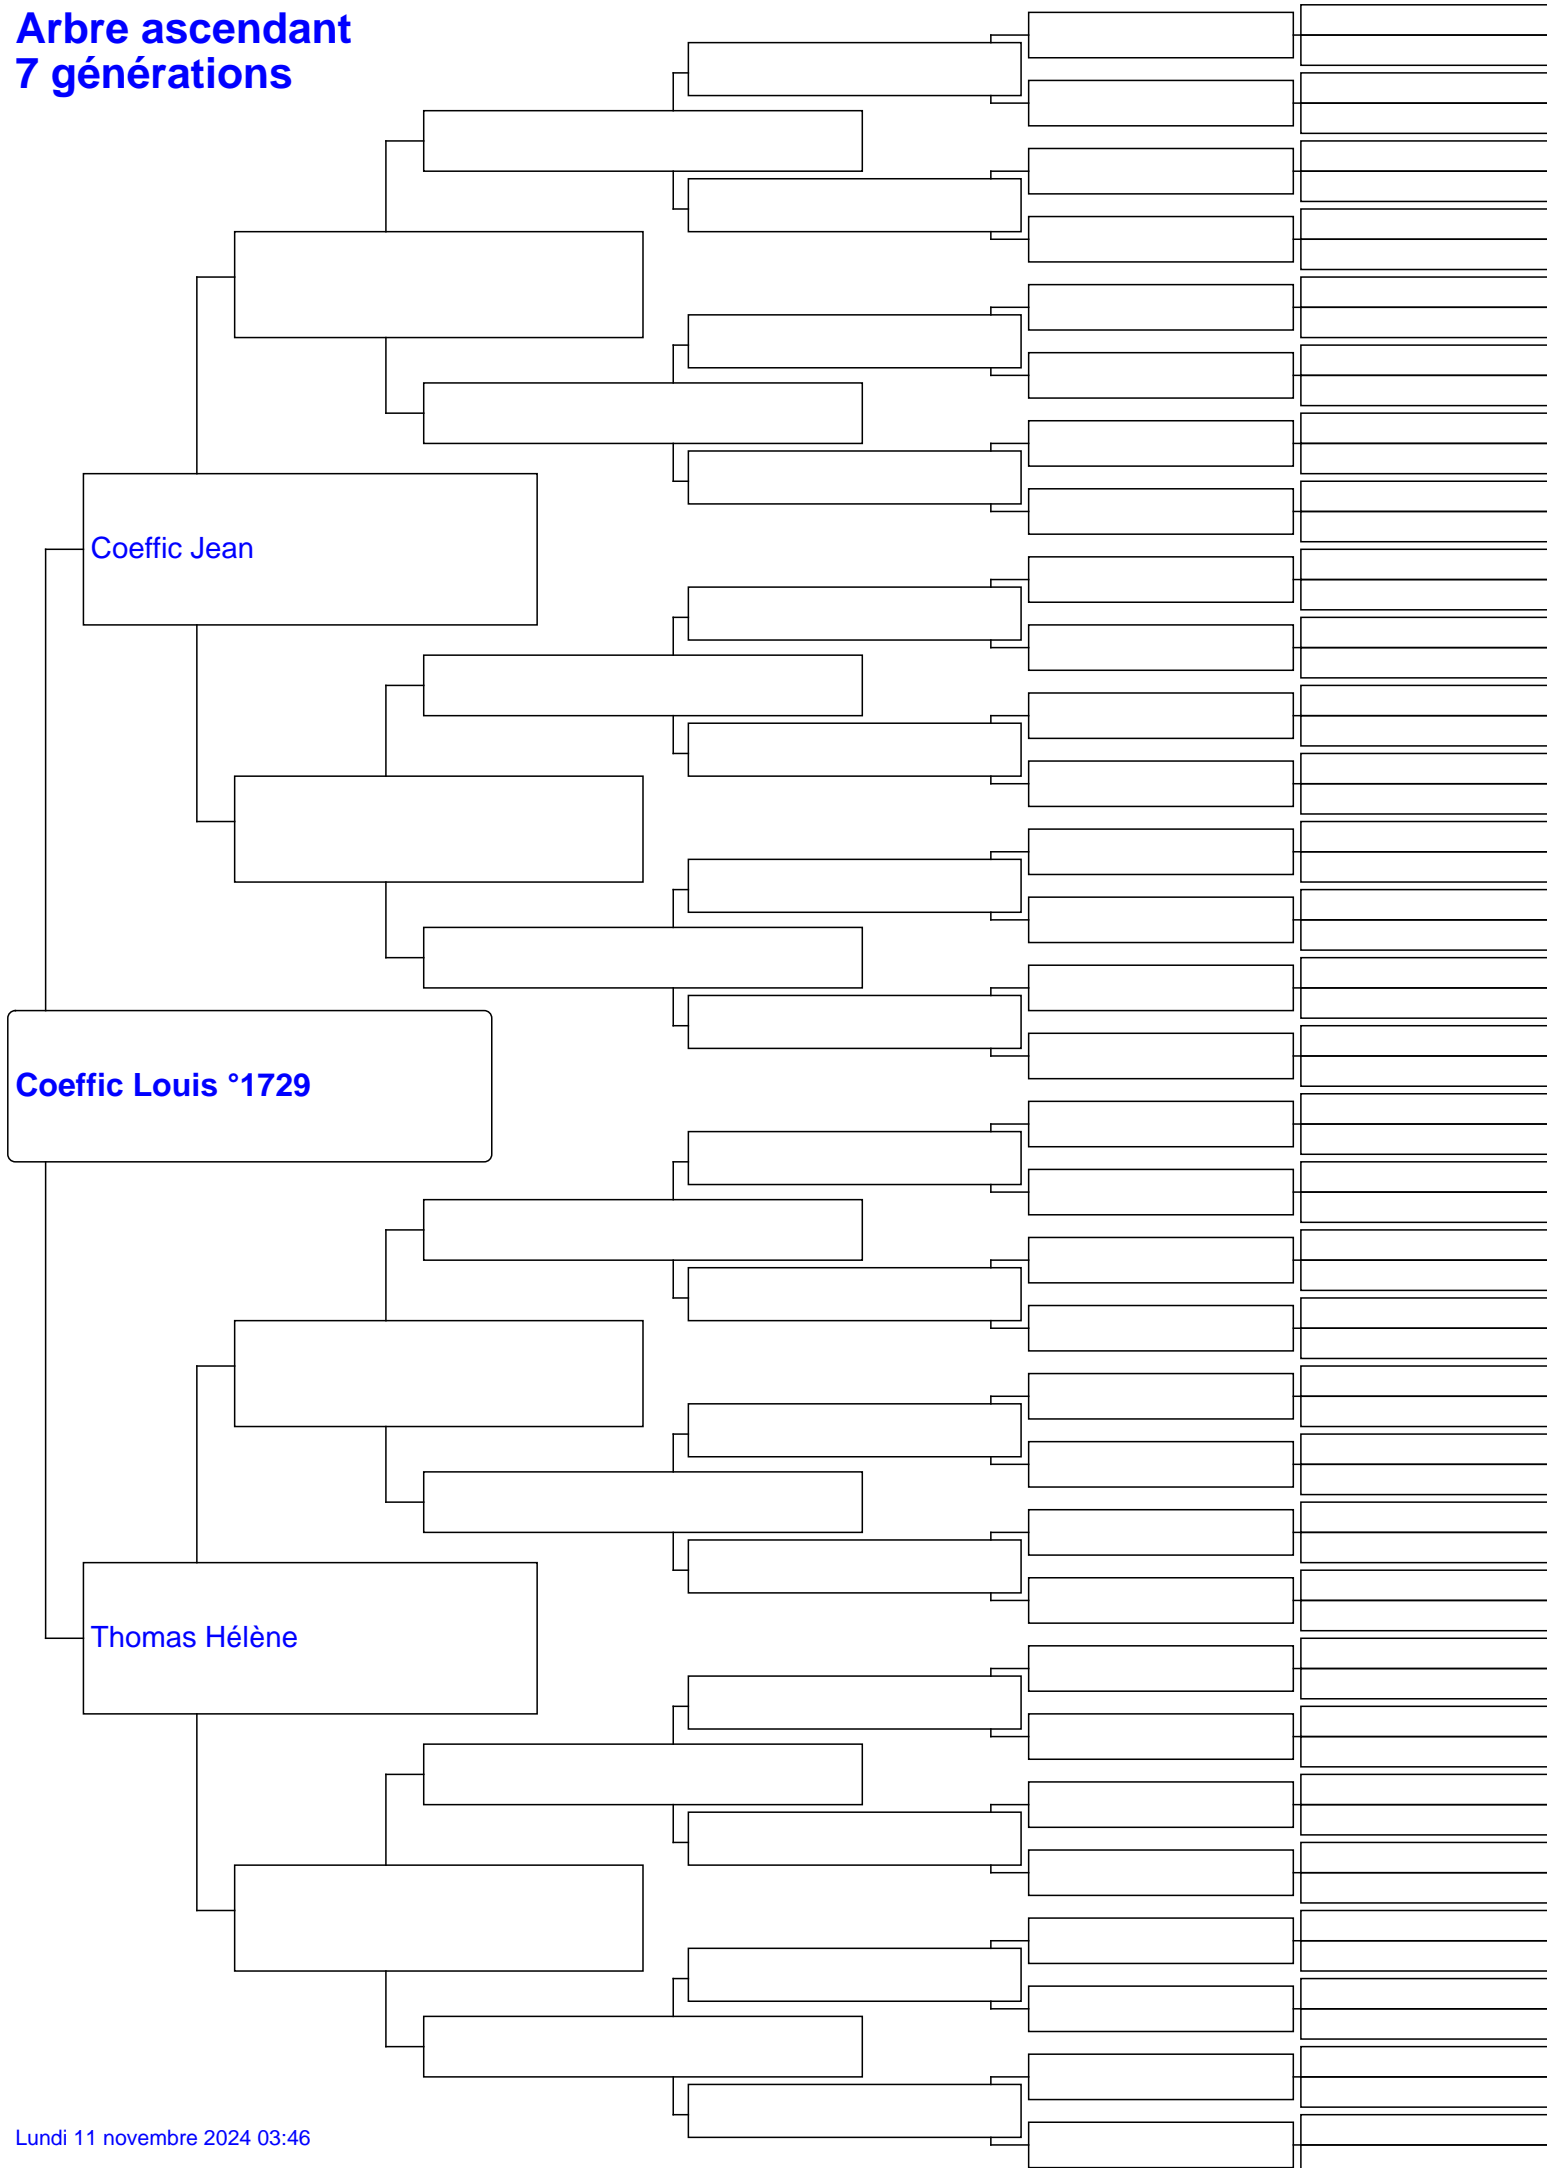 Arbre ascendant
7 générations
Coeffic Jean
Coeffic Louis °1729
Thomas Hélène
Lundi 11 novembre 2024 03:46